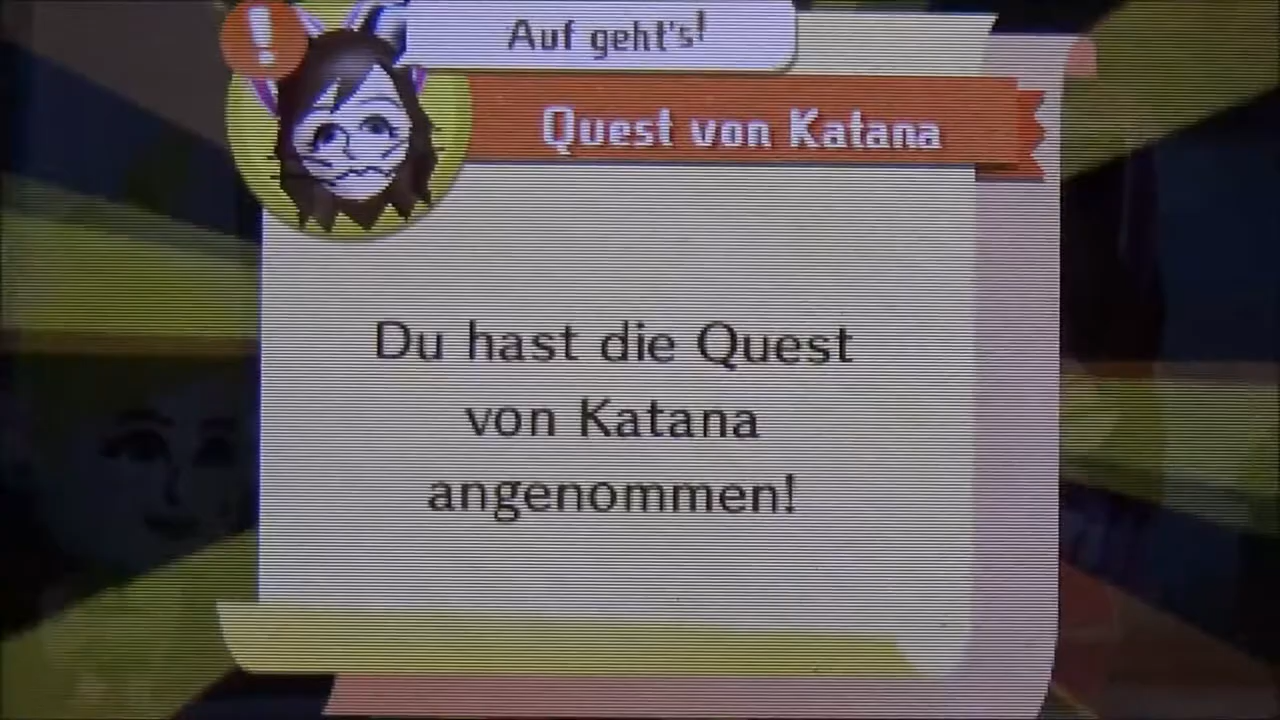 !
Auf geht's!
Quest von Katana
Du hast die Quest
von Katana
angenommen!